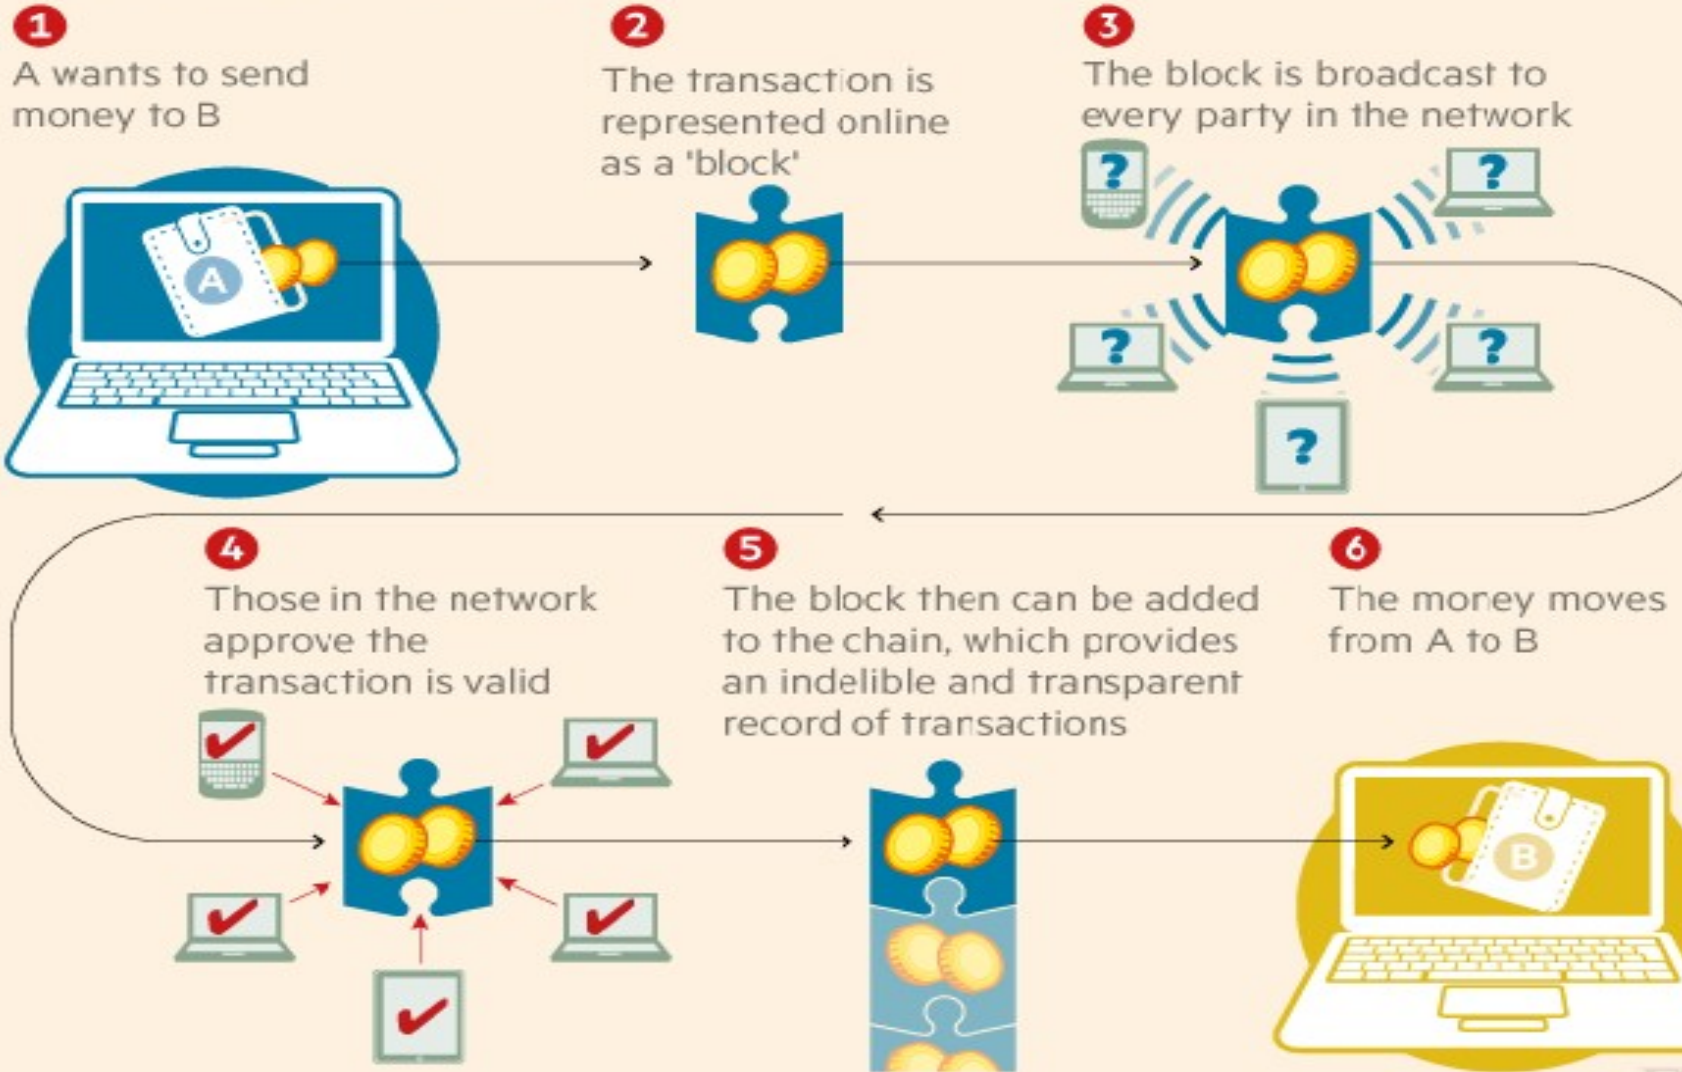 1
A wants to send
money to B
A
2
The transaction is
represented online
as a 'block'
3
The block is broadcast to
every party in the network
?
?
?
?
?
4
Those in the network
approve the
transaction is valid
5
The block then can be added
to the chain, which provides
an indelible and transparent
record of transactions
6
The money moves
from A to B
B